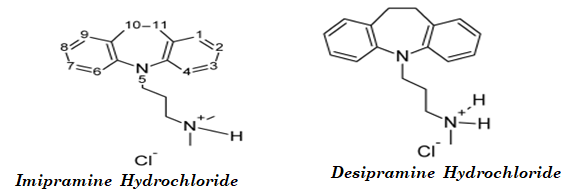 10 11
9 1
8 2
7 3
6 4
N
5
N
N+
H
Cl-
Imipramine Hydrochloride
N
H
N+
H
Cl-
Desipramine Hydrochloride